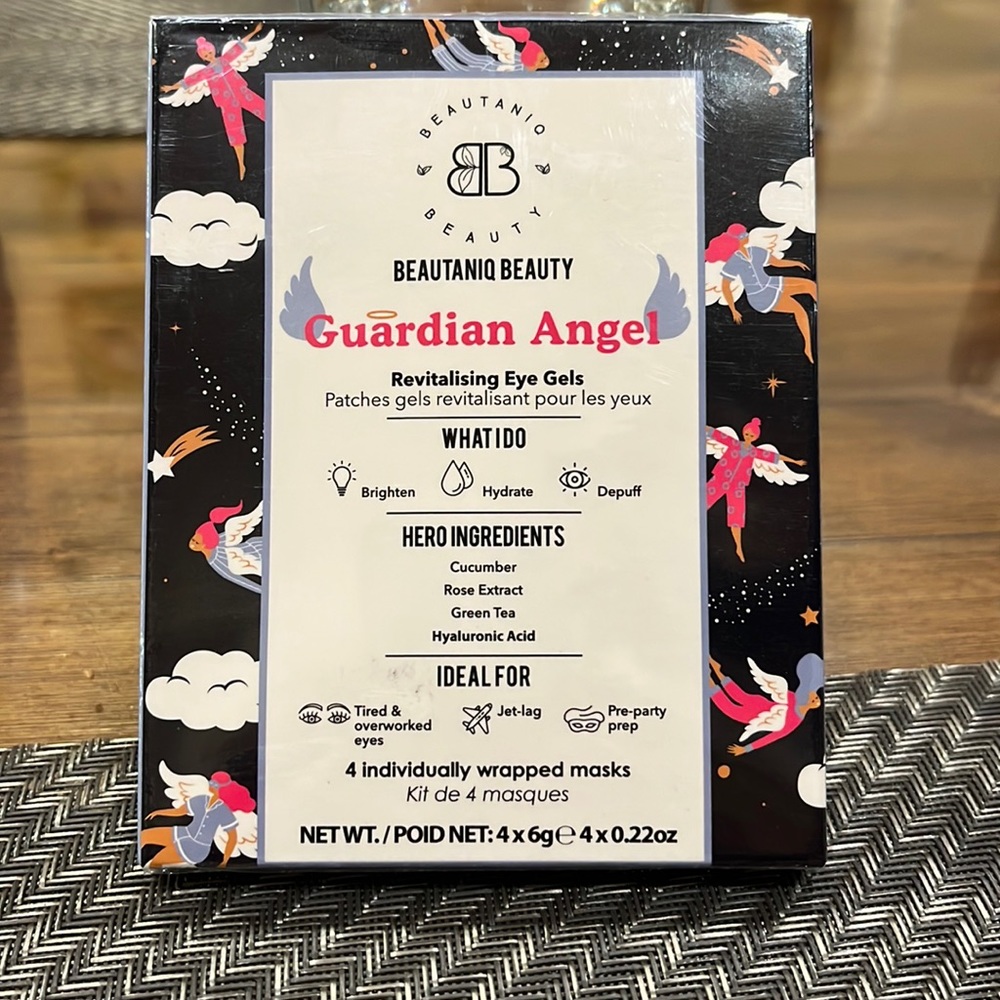 BEAUTANIQ
BB
BEAUTY
BEAUTANIQ BEAUTY
Guardian Angel
Revitalising Eye Gels
Patches gels revitalisant pour les yeux
WHAT I DO
Brighten Hydrate Depuff
HERO INGREDIENTS
Cucumber
Rose Extract
Green Tea
Hyaluronic Acid
IDEAL FOR
Tired & overworked eyes
Jet-lag
Pre-party prep
4 individually wrapped masks
Kit de 4 masques
NET WT. / POID NET: 4 x 6g℮ 4 x 0.22oz